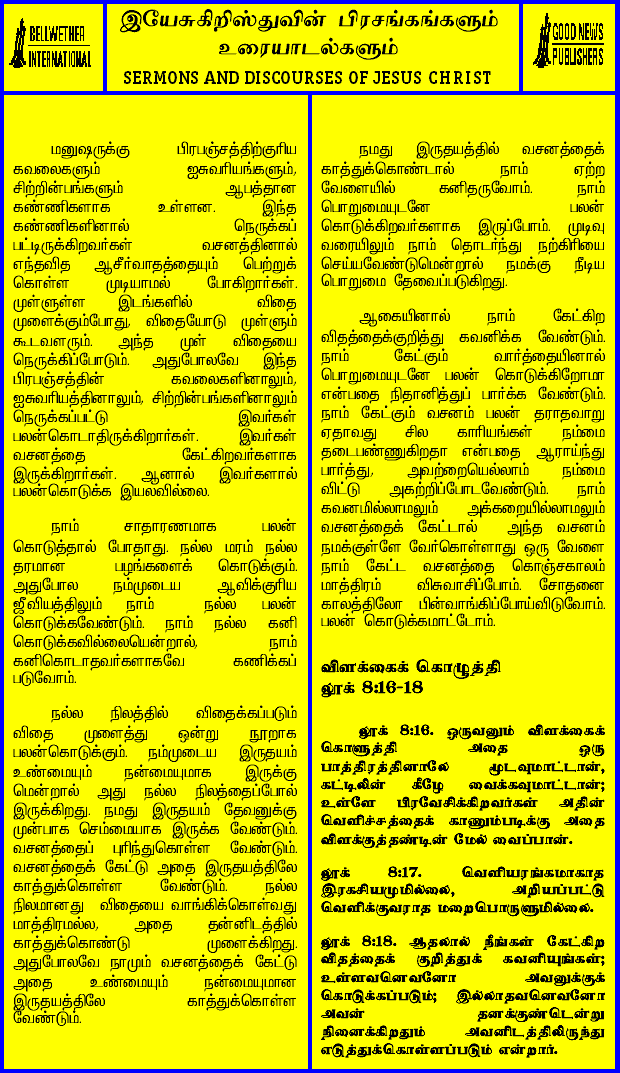 BELLWETHER
INTERNATIONAL
இயேசுகிறிஸ்துவின் பிரசங்கங்களும்
உரையாடல்களும்
SERMONS AND DISCOURSES OF JESUS CHRIST
GOOD NEWS
PUBLISHERS
மனுஷருக்கு பிரபஞ்சத்திற்குரிய
கவலைகளும் ஐசுவரியங்களும்,
சிற்றின்பங்களும் ஆபத்தான
கண்ணிகளாக உள்ளன. இந்த
கண்ணிகளினால் நெருக்கப்
பட்டிருக்கிறவர்கள் வசனத்தினால்
எந்தவித ஆசீர்வாதத்தையும் பெற்றுக்
கொள்ள முடியாமல் போகிறார்கள்.
முள்ளுள்ள இடங்களில் விதை
முளைக்கும்போது, விதையோடு முள்ளும்
கூடவளரும். அந்த முள் விதையை
நெருக்கிப்போடும். அதுபோலவே இந்த
பிரபஞ்சத்தின் கவலைகளினாலும்,
ஐசுவரியத்தினாலும், சிற்றின்பங்களினாலும்
நெருக்கப்பட்டு இவர்கள்
பலன்கொடாதிருக்கிறார்கள். இவர்கள்
வசனத்தை கேட்கிறவர்களாக
இருக்கிறார்கள். ஆனால் இவர்களால்
பலன்கொடுக்க இயலவில்லை.
நாம் சாதாரணமாக பலன்
கொடுத்தால் போதாது. நல்ல மரம் நல்ல
தரமான பழங்களைக் கொடுக்கும்.
அதுபோல நம்முடைய ஆவிக்குரிய
ஜீவியத்திலும் நாம் நல்ல பலன்
கொடுக்கவேண்டும். நாம் நல்ல கனி
கொடுக்கவில்லையென்றால், நாம்
கனிகொடாதவர்களாகவே கணிக்கப்
படுவோம்.
நல்ல நிலத்தில் விதைக்கப்படும்
விதை முளைத்து ஒன்று நூறாக
பலன்கொடுக்கும். நம்முடைய இருதயம்
உண்மையும் நன்மையுமாக இருக்கு
மென்றால் அது நல்ல நிலத்தைப்போல்
இருக்கிறது. நமது இருதயம் தேவனுக்கு
முன்பாக செம்மையாக இருக்க வேண்டும்.
வசனத்தைப் புரிந்துகொள்ள வேண்டும்.
வசனத்தைக் கேட்டு அதை இருதயத்திலே
காத்துக்கொள்ள வேண்டும். நல்ல
நிலமானது விதையை வாங்கிக்கொள்வது
மாத்திரமல்ல, அதை தன்னிடத்தில்
காத்துக்கொண்டு முளைக்கிறது.
அதுபோலவே நாமும் வசனத்தைக் கேட்டு
அதை உண்மையும் நன்மையுமான
இருதயத்திலே காத்துக்கொள்ள
வேண்டும்.
நமது இருதயத்தில் வசனத்தைக்
காத்துக்கொண்டால் நாம் ஏற்ற
வேளையில் கனிதருவோம். நாம்
பொறுமையுடனே பலன்
கொடுக்கிறவர்களாக இருப்போம். முடிவு
வரையிலும் நாம் தொடர்ந்து நற்கிரியை
செய்யவேண்டுமென்றால் நமக்கு நீடிய
பொறுமை தேவைப்படுகிறது.
ஆகையினால் நாம் கேட்கிற
விதத்தைக்குறித்து கவனிக்க வேண்டும்.
நாம் கேட்கும் வார்த்தையினால்
பொறுமையுடனே பலன் கொடுக்கிறோமா
என்பதை நிதானித்துப் பார்க்க வேண்டும்.
நாம் கேட்கும் வசனம் பலன் தராதவாறு
ஏதாவது சில காரியங்கள் நம்மை
தடைபண்ணுகிறதா என்பதை ஆராய்ந்து
பார்த்து, அவற்றையெல்லாம் நம்மை
விட்டு அகற்றிப்போடவேண்டும். நாம்
கவனமில்லாமலும் அக்கறையில்லாமலும்
வசனத்தைக் கேட்டால் அந்த வசனம்
நமக்குள்ளே வேர்கொள்ளாது ஒரு வேளை
நாம் கேட்ட வசனத்தை கொஞ்சகாலம்
மாத்திரம் விசுவாசிப்போம். சோதனை
காலத்திலோ பின்வாங்கிப்போய்விடுவோம்.
பலன் கொடுக்கமாட்டோம்.
விளக்கைக் கொழுத்தி
லூக் 8:16-18
லூக் 8:16. ஒருவனும் விளக்கைக்
கொளுத்தி அதை ஒரு
பாத்திரத்தினாலே மூடவுமாட்டான்,
கட்டிலின் கீழே வைக்கவுமாட்டான்;
உள்ளே பிரவேசிக்கிறவர்கள் அதின்
வெளிச்சத்தைக் காணும்படிக்கு அதை
விளக்குத்தண்டின் மேல் வைப்பான்.
லூக் 8:17. வெளியரங்கமாகாத
இரகசியமுமில்லை, அறியப்பட்டு
வெளிக்குவராத மறைபொருளுமில்லை.
லூக் 8:18. ஆதலால் நீங்கள் கேட்கிற
விதத்தைக் குறித்துக் கவனியுங்கள்;
உள்ளவனெவனோ அவனுக்குக்
கொடுக்கப்படும்; இல்லாதவனெவனோ
அவன் தனக்குண்டென்று
நினைக்கிறதும் அவனிடத்திலிருந்து
எடுத்துக்கொள்ளப்படும் என்றார்.